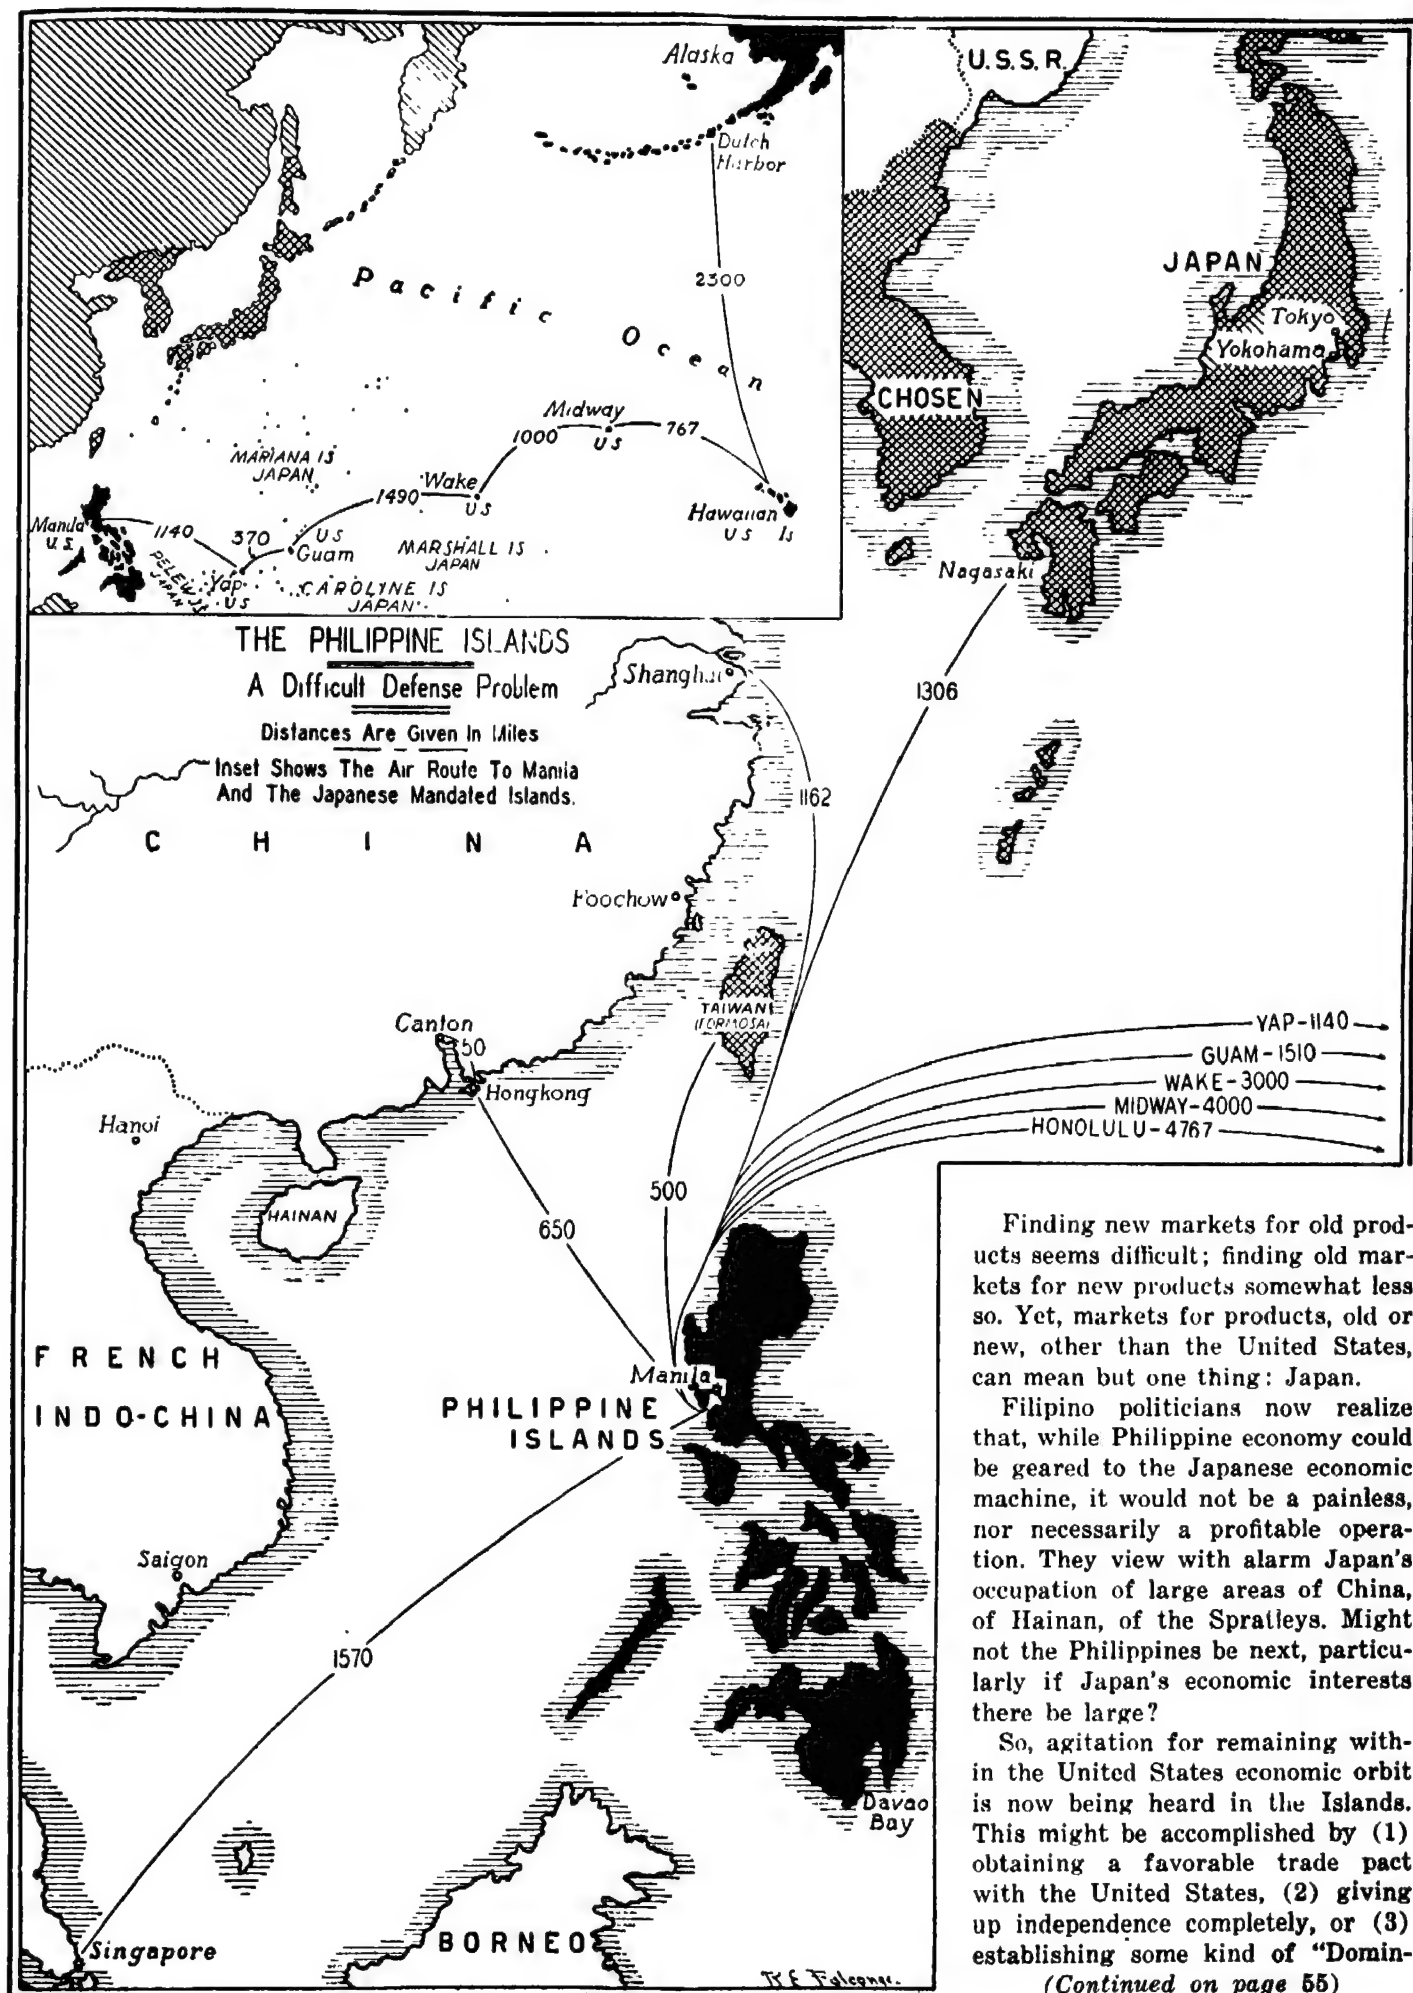 Alaska
Dutch
Harbor
2300
Pacific Ocean
Midway
U S
1000
767
Wake
U S
1490
MARIANA IS
JAPAN
Hawaiian Is
U S
Manila
U. S.
1140
370
U S
Guam
MARSHALL IS
JAPAN
PELEW IS
JAPAN
Yap
U S
CAROLYNE IS
JAPAN
U.S.S.R.
JAPAN
Tokyo
Yokohama
CHOSEN
Nagasaki
THE PHILIPPINE ISLANDS
A Difficult Defense Problem
Distances Are Given In Miles
Inset Shows The Air Route To Manila
And The Japanese Mandated Islands.
Shanghai
1306
1162
CHINA
Foochow
TAIWAN
(FORMOSA)
Canton
50
Hongkong
Hanoi
HAINAN
YAP-1140
GUAM-1510
WAKE-3000
MIDWAY-4000
HONOLULU-4767
650
500
FRENCH
INDO-CHINA
Manila
PHILIPPINE
ISLANDS
Saigon
1570
Davao
Bay
Singapore
BORNEO
R E Falconer.
Finding new markets for old prod-
ucts seems difficult; finding old mar-
kets for new products somewhat less
so. Yet, markets for products, old or
new, other than the United States,
can mean but one thing: Japan.
Filipino politicians now realize
that, while Philippine economy could
be geared to the Japanese economic
machine, it would not be a painless,
nor necessarily a profitable opera-
tion. They view with alarm Japan's
occupation of large areas of China,
of Hainan, of the Spratleys. Might
not the Philippines be next, particu-
larly if Japan's economic interests
there be large?
So, agitation for remaining with-
in the United States economic orbit
is now being heard in the Islands.
This might be accomplished by (1)
obtaining a favorable trade pact
with the United States, (2) giving
up independence completely, or (3)
establishing some kind of "Domin-
(Continued on page 55)